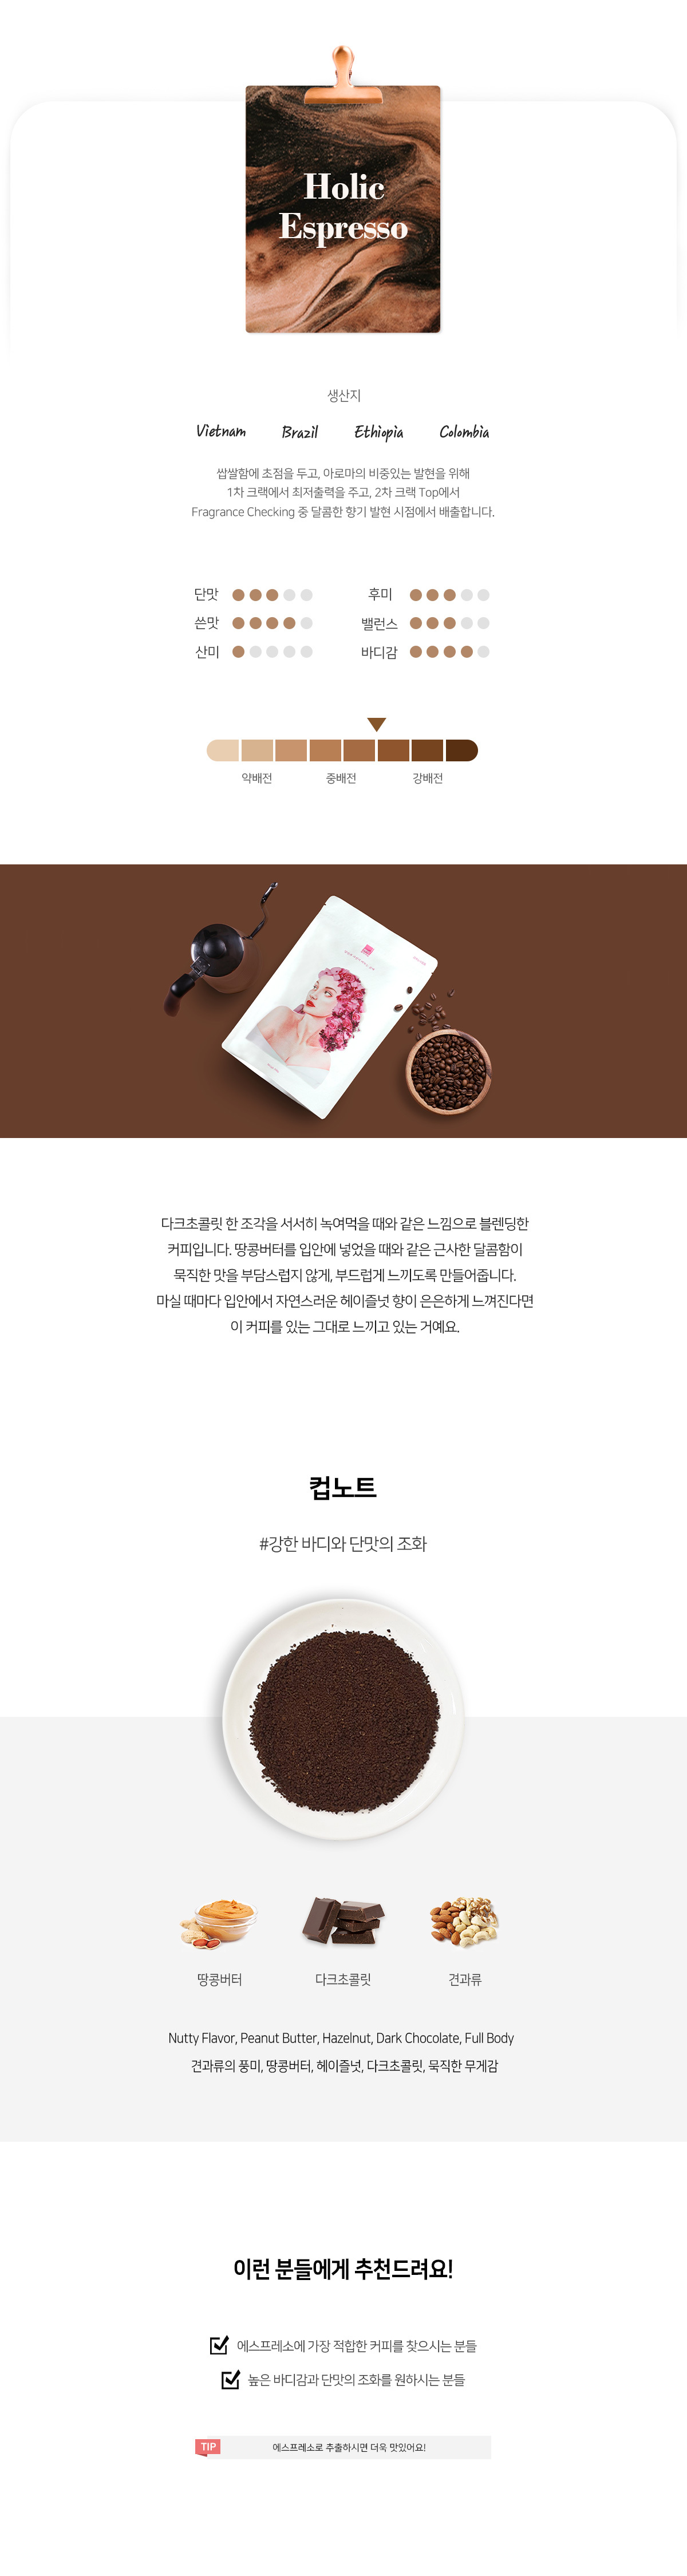 Holic
Espresso
생산지
Vietnam Brazil Ethiopia Colombia
쌉쌀함에 초점을 두고, 아로마의 비중있는 발현을 위해
1차 크랙에서 최저출력을 주고, 2차 크랙 Top에서
Fragrance Checking 중 달콤한 향기 발현 시점에서 배출합니다.
단맛 후미
쓴맛 밸런스
산미 바디감
약배전 중배전 강배전
다크초콜릿 한 조각을 서서히 녹여먹을 때와 같은 느낌으로 블렌딩한
커피입니다. 땅콩버터를 입안에 넣었을 때와 같은 근사한 달콤함이
묵직한 맛을 부담스럽지 않게, 부드럽게 느끼도록 만들어줍니다.
마실 때마다 입안에서 자연스러운 헤이즐넛 향이 은은하게 느껴진다면
이 커피를 있는 그대로 느끼고 있는 거예요.
컵노트
#강한 바디와 단맛의 조화
땅콩버터 다크초콜릿 견과류
Nutty Flavor, Peanut Butter, Hazelnut, Dark Chocolate, Full Body
견과류의 풍미, 땅콩버터, 헤이즐넛, 다크초콜릿, 묵직한 무게감
이런 분들에게 추천드려요!
에스프레소에 가장 적합한 커피를 찾으시는 분들
높은 바디감과 단맛의 조화를 원하시는 분들
TIP 에스프레소로 추출하시면 더욱 맛있어요!